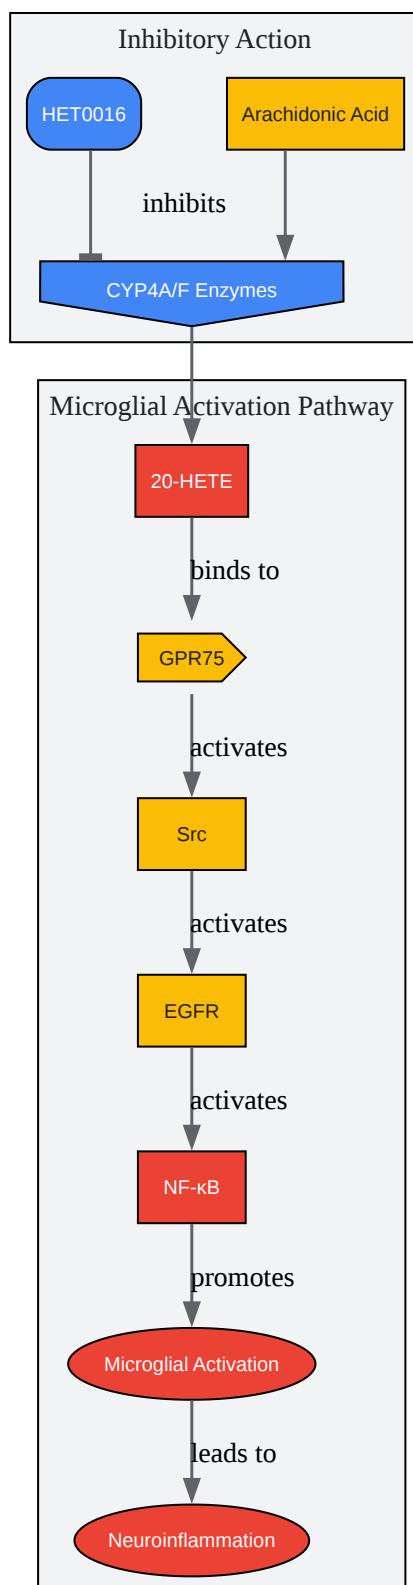 Inhibitory Action
HET0016
Arachidonic Acid
inhibits
CYP4A/F Enzymes
Microglial Activation Pathway
20-HETE
binds to
GPR75
activates
Src
activates
EGFR
activates
NF-κB
promotes
Microglial Activation
leads to
Neuroinflammation